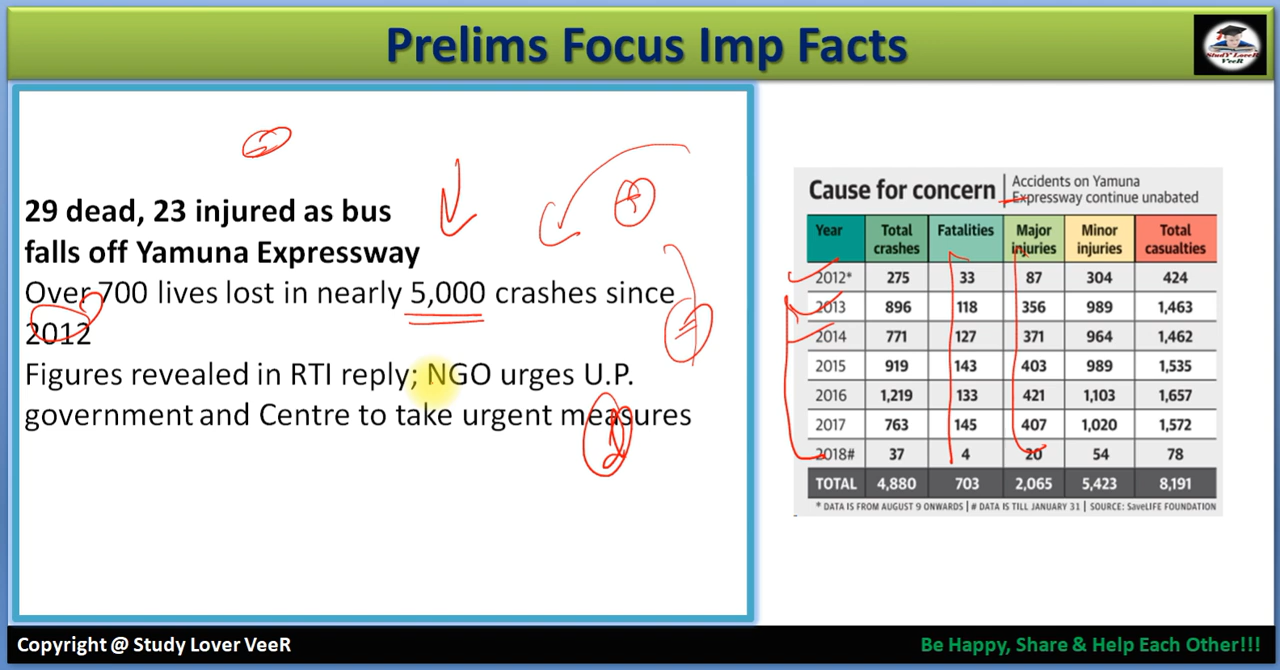 Prelims Focus Imp Facts
StudY LoveR
VeeR
29 dead, 23 injured as bus
falls off Yamuna Expressway
Over 700 lives lost in nearly 5,000 crashes since
2012
Figures revealed in RTI reply; NGO urges U.P.
government and Centre to take urgent measures
Cause for concern
Accidents on Yamuna
Expressway continue unabated
Year Total crashes Fatalities Major injuries Minor injuries Total casualties
2012* 275 33 87 304 424
2013 896 118 356 989 1,463
2014 771 127 371 964 1,462
2015 919 143 403 989 1,535
2016 1,219 133 421 1,103 1,657
2017 763 145 407 1,020 1,572
2018# 37 4 20 54 78
TOTAL 4,880 703 2,065 5,423 8,191
* DATA IS FROM AUGUST 9 ONWARDS | # DATA IS TILL JANUARY 31 | SOURCE: SaveLIFE FOUNDATION
Copyright @ Study Lover VeeR
Be Happy, Share & Help Each Other!!!